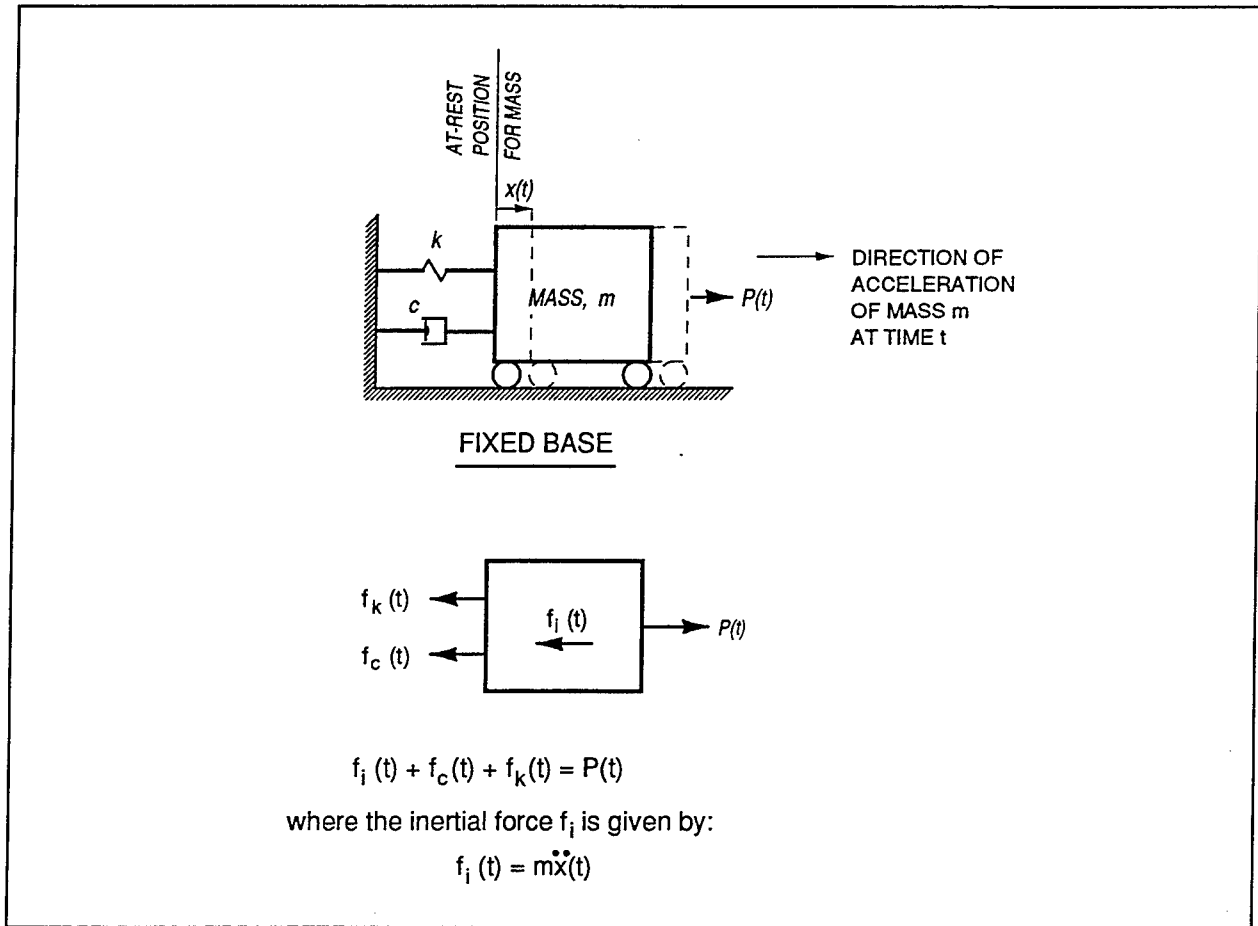 AT-REST
POSITION
FOR MASS
x(t)
k
c
MASS, m
P(t)
DIRECTION OF
ACCELERATION
OF MASS m
AT TIME t
FIXED BASE
f_k (t)
f_c (t)
f_i (t)
P(t)
f_i (t) + f_c(t) + f_k(t) = P(t)
where the inertial force f_i is given by:
f_i (t) = mẍ(t)